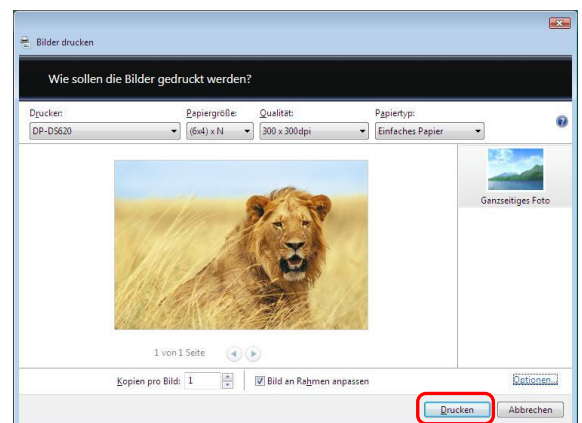 Bilder drucken
Wie sollen die Bilder gedruckt werden?
Drucker: Papiergröße: Qualität: Papiertyp:
DP-DS620 (6x4) x N 300 x 300dpi Einfaches Papier
Ganzseitiges Foto
1 von 1 Seite
Kopien pro Bild: 1 Bild an Rahmen anpassen Optionen...
Drucken Abbrechen